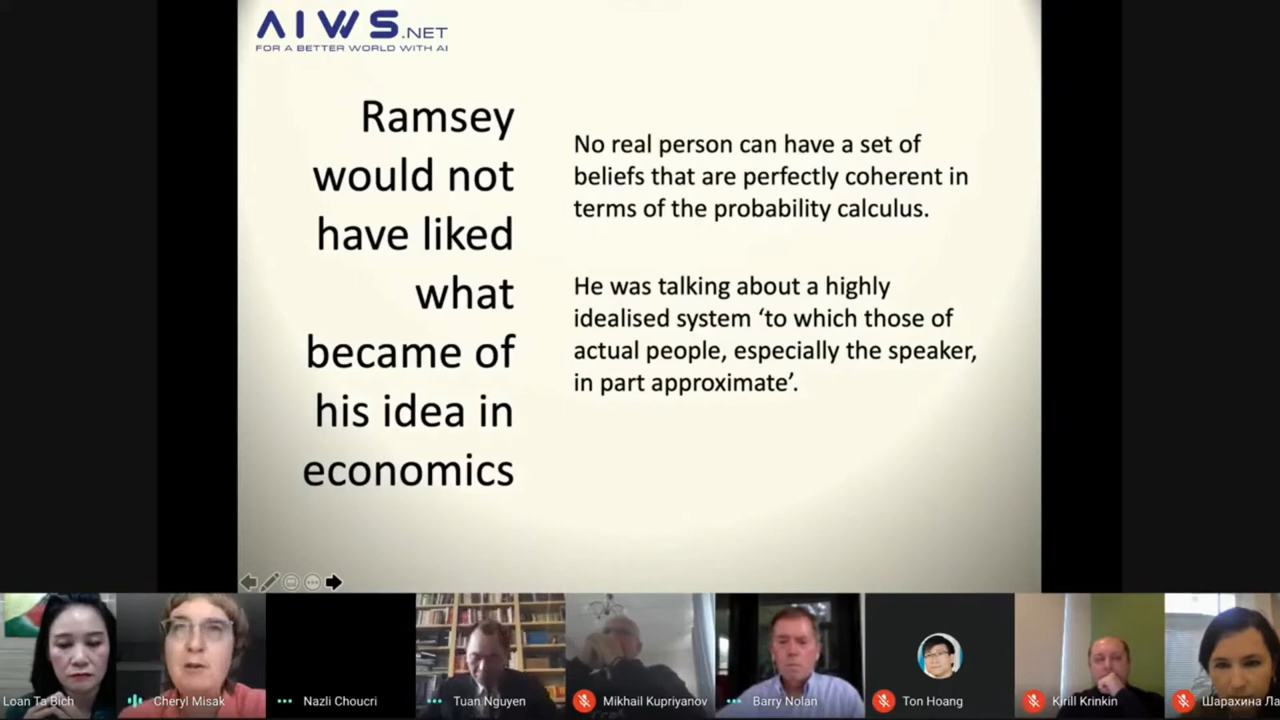 AIWS.NET
FOR A BETTER WORLD WITH AI
Ramsey
would not
have liked
what
became of
his idea in
economics
No real person can have a set of
beliefs that are perfectly coherent in
terms of the probability calculus.
He was talking about a highly
idealised system ‘to which those of
actual people, especially the speaker,
in part approximate’.
Loan Ta Bich
Cheryl Misak
Nazli Choucri
Tuan Nguyen
Mikhail Kupriyanov
Barry Nolan
Ton Hoang
Kirill Krinkin
Шарахина Ла